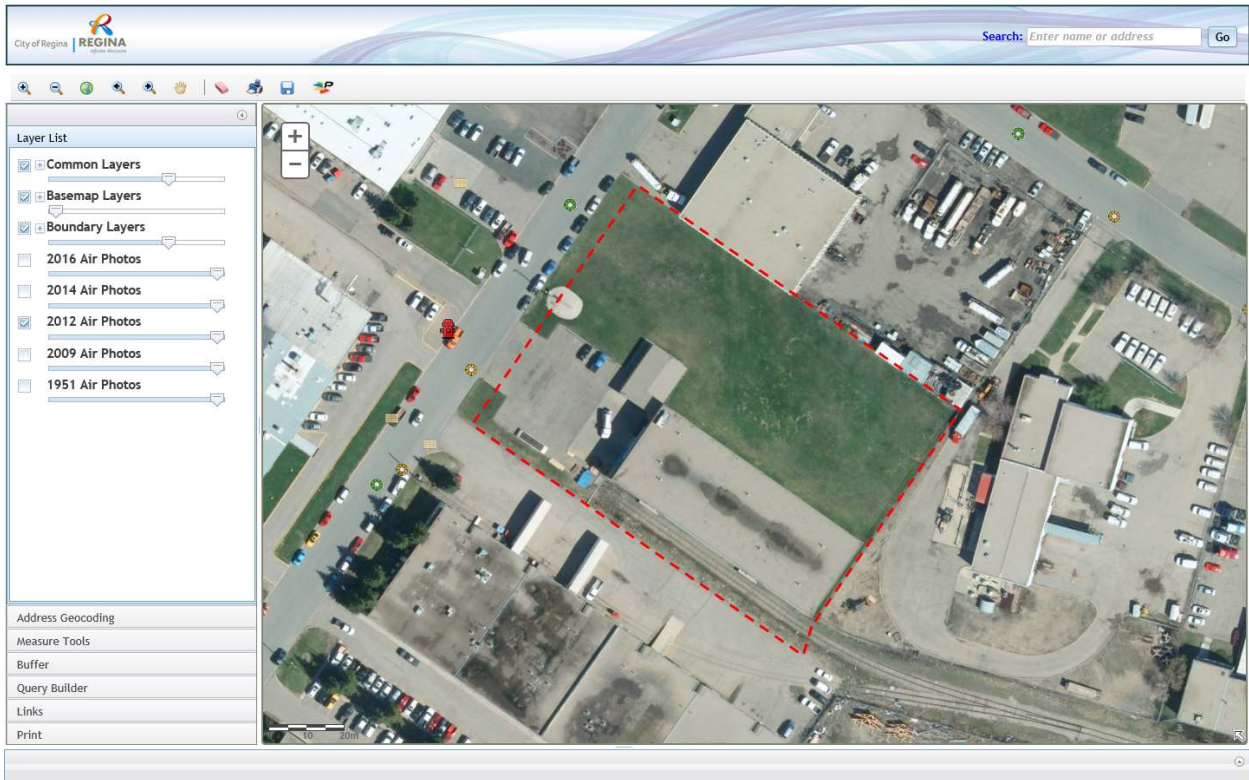 City of Regina
REGINA
Infinite Horizons
Search: Enter name or address Go
P
Layer List
Common Layers
Basemap Layers
Boundary Layers
2016 Air Photos
2014 Air Photos
2012 Air Photos
2009 Air Photos
1951 Air Photos
Address Geocoding
Measure Tools
Buffer
Query Builder
Links
Print
10 20m